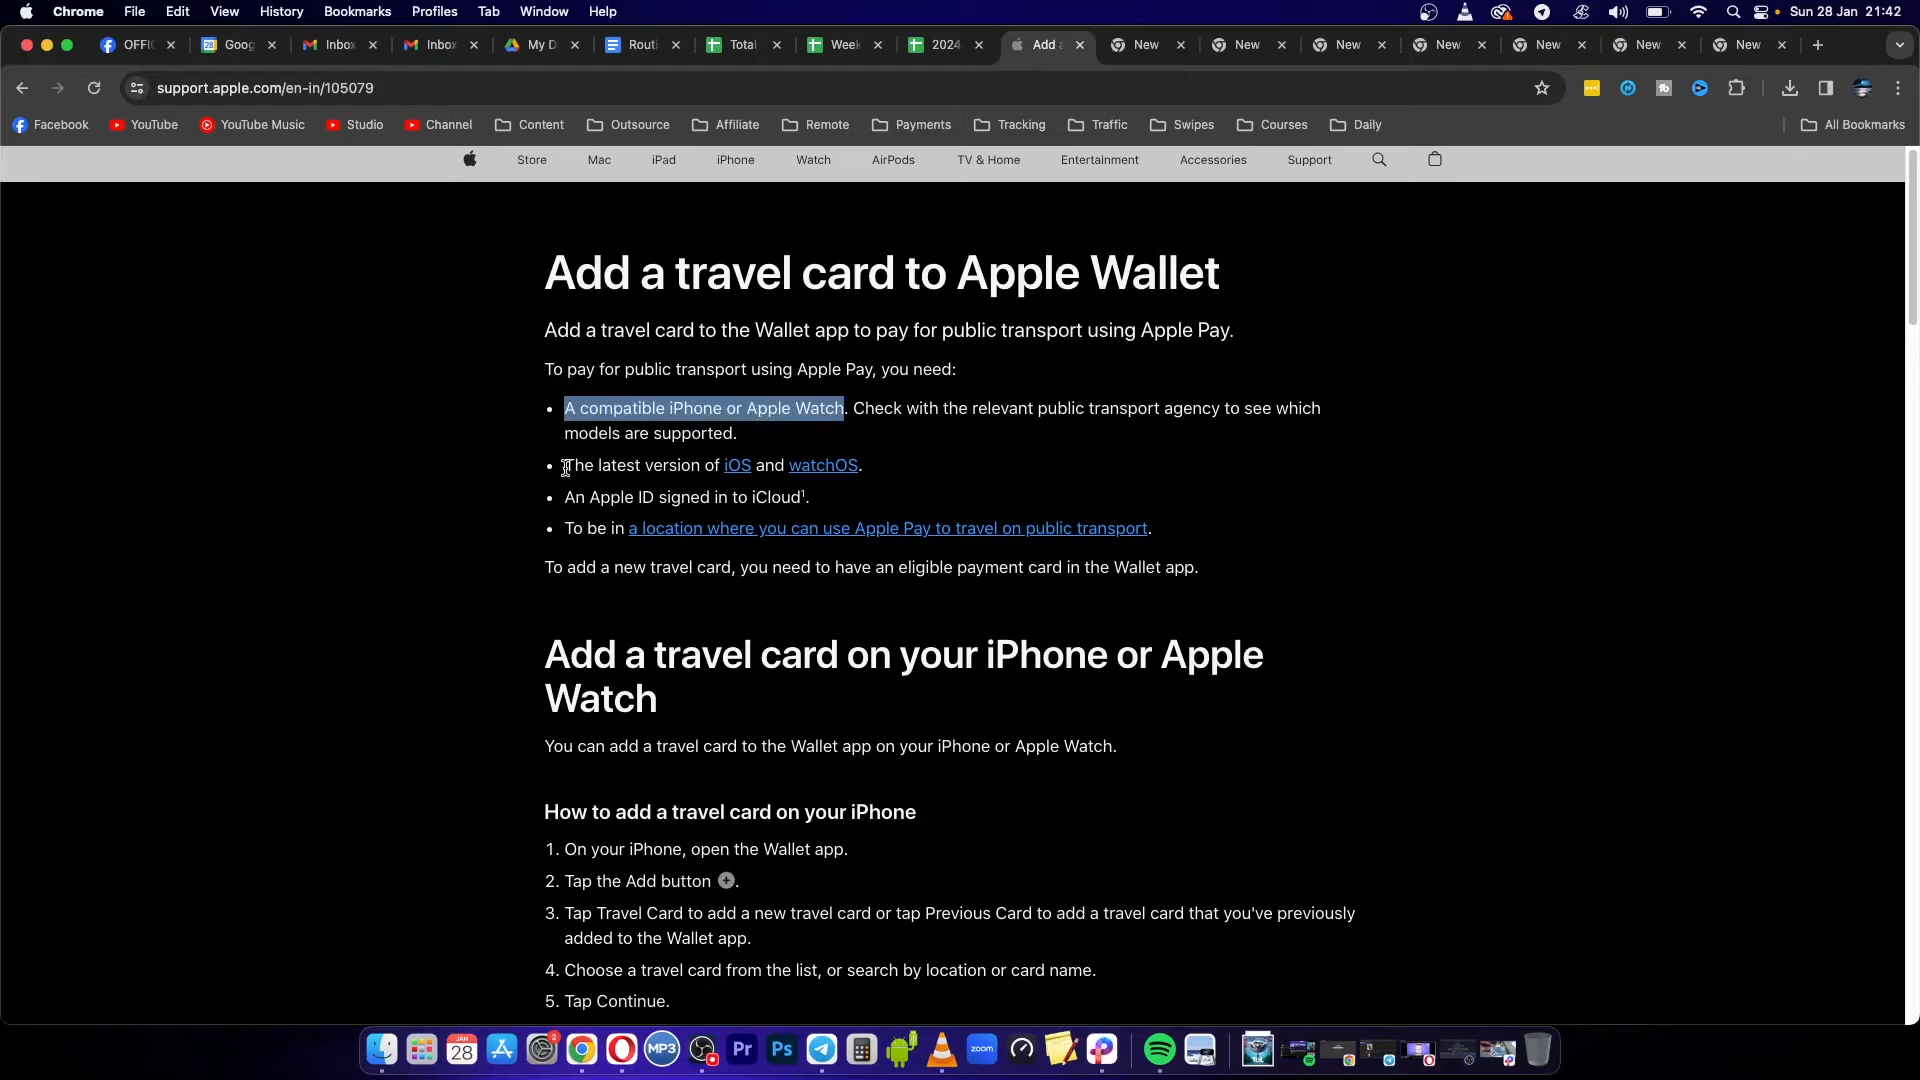 Chrome File Edit View History Bookmarks Profiles Tab Window Help Sun 28 Jan 21:42
OFFI Goog Inbox Inbox My D Routi Total Week 2024 Add a New New New New New New New
support.apple.com/en-in/105079
Facebook YouTube YouTube Music Studio Channel Content Outsource Affiliate Remote Payments Tracking Traffic Swipes Courses Daily All Bookmarks
Store Mac iPad iPhone Watch AirPods TV & Home Entertainment Accessories Support
Add a travel card to Apple Wallet
Add a travel card to the Wallet app to pay for public transport using Apple Pay.
To pay for public transport using Apple Pay, you need:
• A compatible iPhone or Apple Watch. Check with the relevant public transport agency to see which
models are supported.
• The latest version of iOS and watchOS.
• An Apple ID signed in to iCloud¹.
• To be in a location where you can use Apple Pay to travel on public transport.
To add a new travel card, you need to have an eligible payment card in the Wallet app.
Add a travel card on your iPhone or Apple
Watch
You can add a travel card to the Wallet app on your iPhone or Apple Watch.
How to add a travel card on your iPhone
1. On your iPhone, open the Wallet app.
2. Tap the Add button +.
3. Tap Travel Card to add a new travel card or tap Previous Card to add a travel card that you've previously
added to the Wallet app.
4. Choose a travel card from the list, or search by location or card name.
5. Tap Continue.
JAN 28 2 MP3 Pr Ps zoom